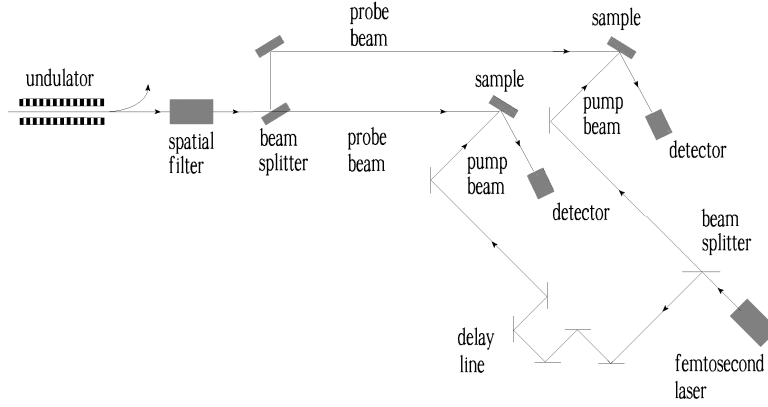 probe
beam
sample
undulator
sample
pump
beam
spatial
filter
beam
splitter
probe
beam
pump
beam
detector
detector
beam
splitter
delay
line
femtosecond
laser